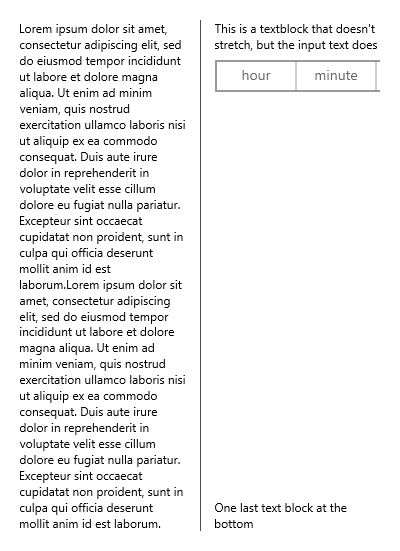 Lorem ipsum dolor sit amet,
consectetur adipiscing elit, sed
do eiusmod tempor incididunt
ut labore et dolore magna
aliqua. Ut enim ad minim
veniam, quis nostrud
exercitation ullamco laboris nisi
ut aliquip ex ea commodo
consequat. Duis aute irure
dolor in reprehenderit in
voluptate velit esse cillum
dolore eu fugiat nulla pariatur.
Excepteur sint occaecat
cupidatat non proident, sunt in
culpa qui officia deserunt
mollit anim id est
laborum.Lorem ipsum dolor sit
amet, consectetur adipiscing
elit, sed do eiusmod tempor
incididunt ut labore et dolore
magna aliqua. Ut enim ad
minim veniam, quis nostrud
exercitation ullamco laboris nisi
ut aliquip ex ea commodo
consequat. Duis aute irure
dolor in reprehenderit in
voluptate velit esse cillum
dolore eu fugiat nulla pariatur.
Excepteur sint occaecat
cupidatat non proident, sunt in
culpa qui officia deserunt
mollit anim id est laborum.
This is a textblock that doesn't
stretch, but the input text does
hour minute
One last text block at the
bottom